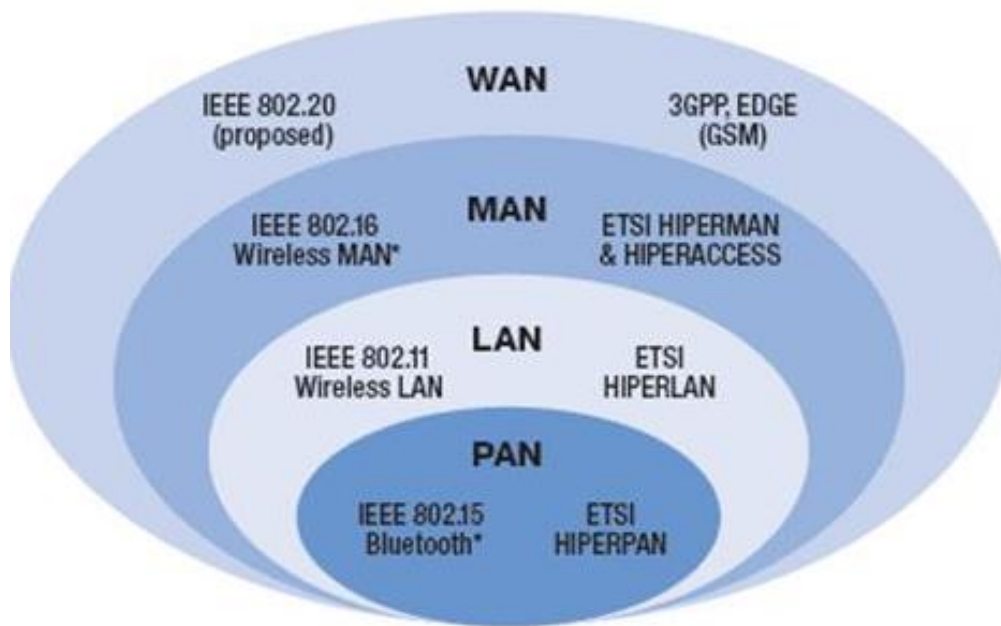 WAN
IEEE 802.20
(proposed)
3GPP, EDGE
(GSM)
MAN
IEEE 802.16
Wireless MAN*
ETSI HIPERMAN
& HIPERACCESS
LAN
IEEE 802.11
Wireless LAN
ETSI
HIPERLAN
PAN
IEEE 802.15
Bluetooth*
ETSI
HIPERPAN